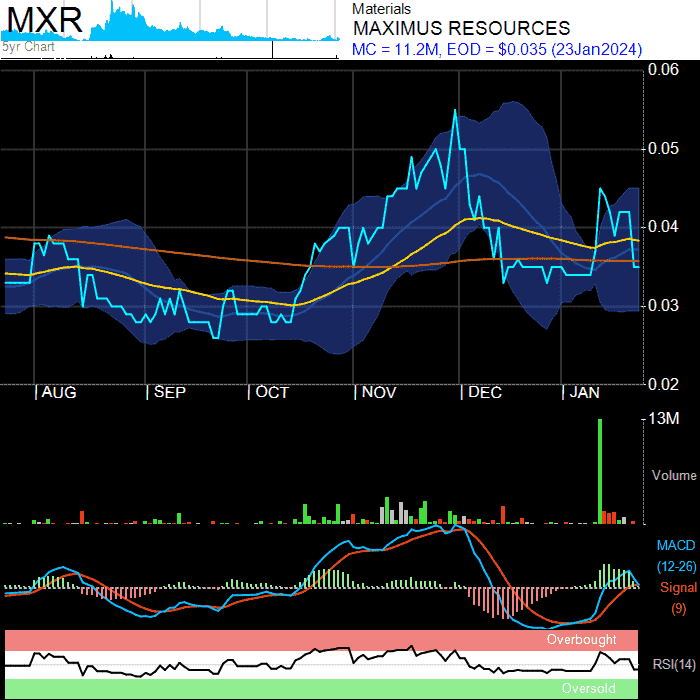 MXR
5yr Chart
Materials
MAXIMUS RESOURCES
MC = 11.2M, EOD = $0.035 (23Jan2024)
0.06
0.05
0.04
0.03
0.02
AUG SEP OCT NOV DEC JAN
13M
Volume
MACD
(12-26)
Signal
(9)
Overbought
RSI(14)
Oversold